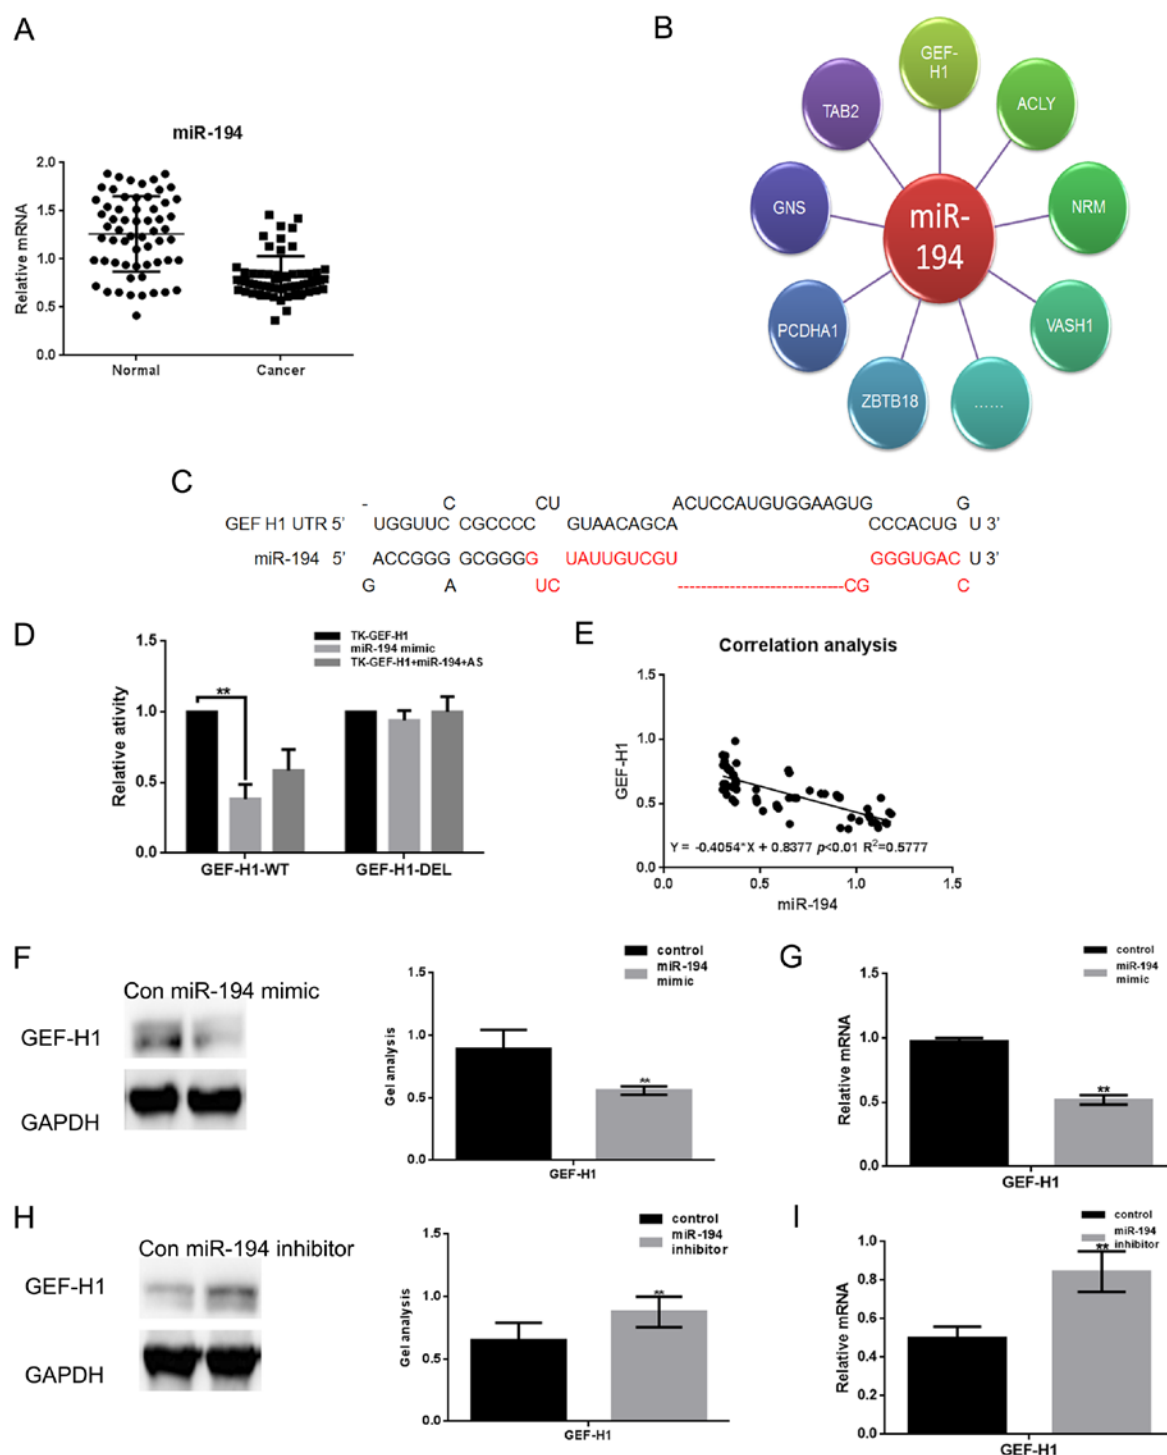 A
miR-194
Relative mRNA
2.0
1.5
1.0
0.5
0.0
Normal
Cancer
B
GEF-
H1
TAB2
ACLY
GNS
miR-
194
NRM
PCDHA1
VASH1
ZBTB18
......
C
- C CU ACUCCAUGUGGAAGUG G
GEF H1 UTR 5’ UGGUUC CGCCCC GUAACAGCA CCCACUG U 3’
miR-194 5’ ACCGGG GCGGGG UAUUGUCGU GGGUGAC U 3’
G A UC ---------------------------CG C
D
TK-GEF-H1
miR-194 mimic
TK-GEF-H1+miR-194+AS
Relative ativity
1.5
1.0
0.5
0.0
**
GEF-H1-WT
GEF-H1-DEL
E
Correlation analysis
GEF-H1
1.5
1.0
0.5
0.0
Y = -0.4054*X + 0.8377 p<0.01 R²=0.5777
0.0
0.5
1.0
1.5
miR-194
F
Con miR-194 mimic
GEF-H1
GAPDH
control
miR-194
mimic
Gel analysis
1.5
1.0
0.5
0.0
**
GEF-H1
G
control
miR-194
mimic
Relative mRNA
1.5
1.0
0.5
0.0
**
GEF-H1
H
Con miR-194 inhibitor
GEF-H1
GAPDH
control
miR-194
inhibitor
Gel analysis
1.5
1.0
0.5
0.0
**
GEF-H1
I
control
miR-194
inhibitor
Relative mRNA
1.0
0.8
0.6
0.4
0.2
0.0
**
GEF-H1